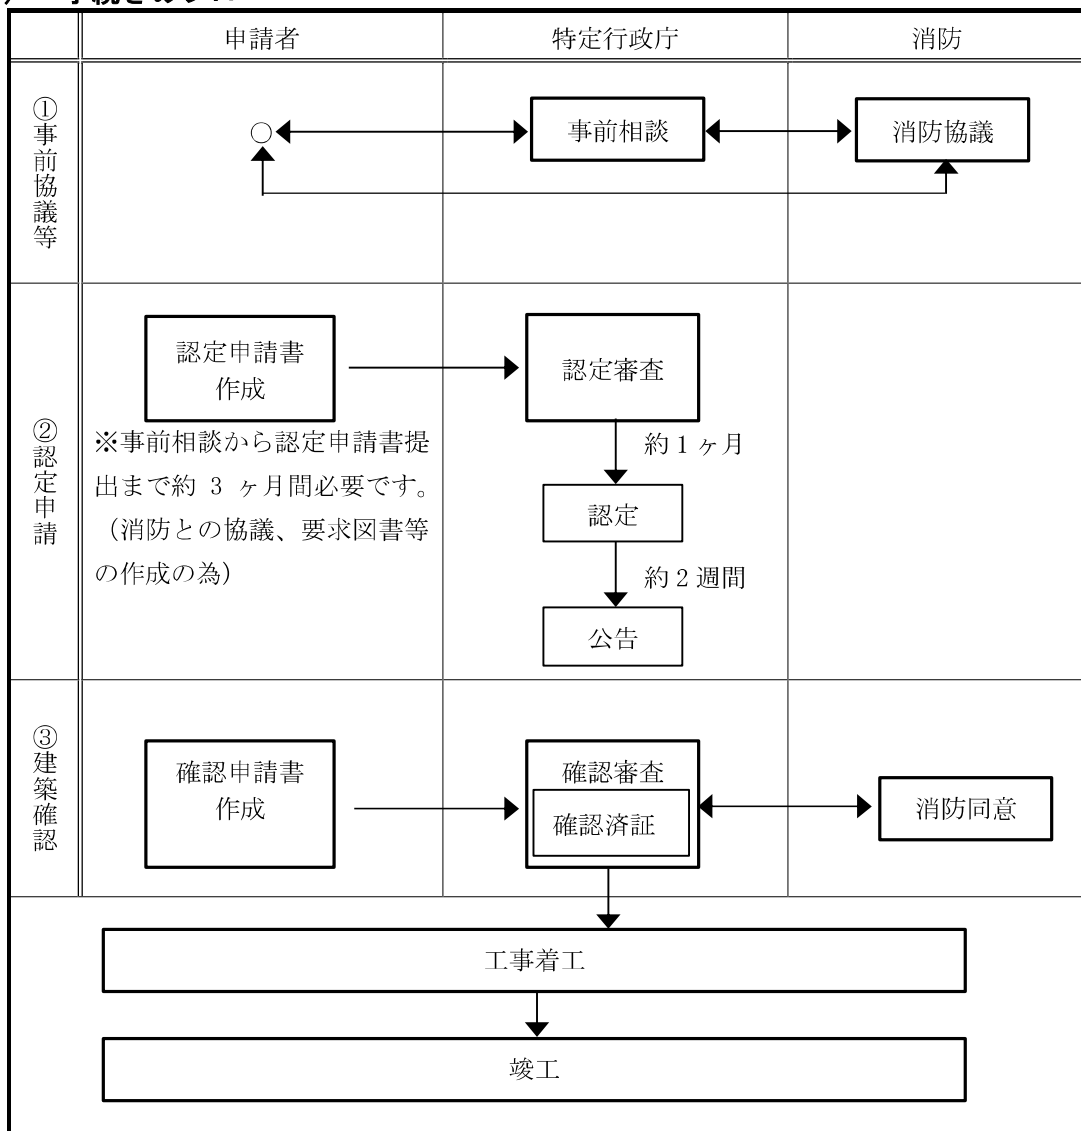 申請者 特定行政庁 消防
①事前協議等
○ 事前相談 消防協議
②認定申請
認定申請書
作成
認定審査
※事前相談から認定申請書提
出まで約 3 ヶ月間必要です。
（消防との協議、要求図書等
の作成の為）
約 1 ヶ月
認定
約 2 週間
公告
③建築確認
確認申請書
作成
確認審査
確認済証
消防同意
工事着工
竣工